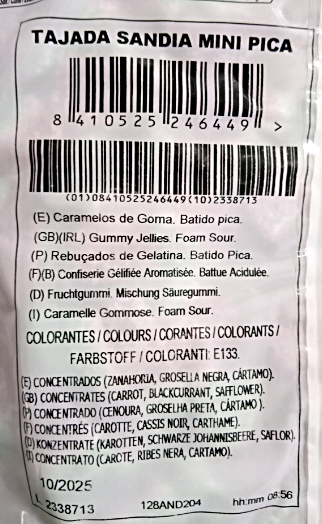 TAJADA SANDIA MINI PICA
8 410525 246449 >
(01)08410525246449(10)2338713
(E) Caramelos de Goma. Batido pica.
(GB)(IRL) Gummy Jellies. Foam Sour.
(P) Rebuçados de Gelatina. Batido Pica.
(F)(B) Confiserie Gélifiée Aromatisée. Battue Acidulée.
(D) Fruchtgummi. Mischung Säuregummi.
(I) Caramelle Gommose. Foam Sour.
COLORANTES / COLOURS / CORANTES / COLORANTS /
FARBSTOFF / COLORANTI: E133.
(E) CONCENTRADOS (ZANAHORIA, GROSELLA NEGRA, CÁRTAMO).
(GB) CONCENTRATES (CARROT, BLACKCURRANT, SAFFLOWER).
(P) CONCENTRADO (CENOURA, GROSELHA PRETA, CÁRTAMO ).
(F) CONCENTRÉS (CAROTTE, CASSIS NOIR, CARTHAME).
(D) KONZENTRATE (KAROTTEN, SCHWARZE JOHANNISBEERE, SAFLOR).
(I) CONCENTRATO (CAROTE, RIBES NERA, CARTAMO).
10/2025
L 2338713 128AND204 hh:mm 08:56